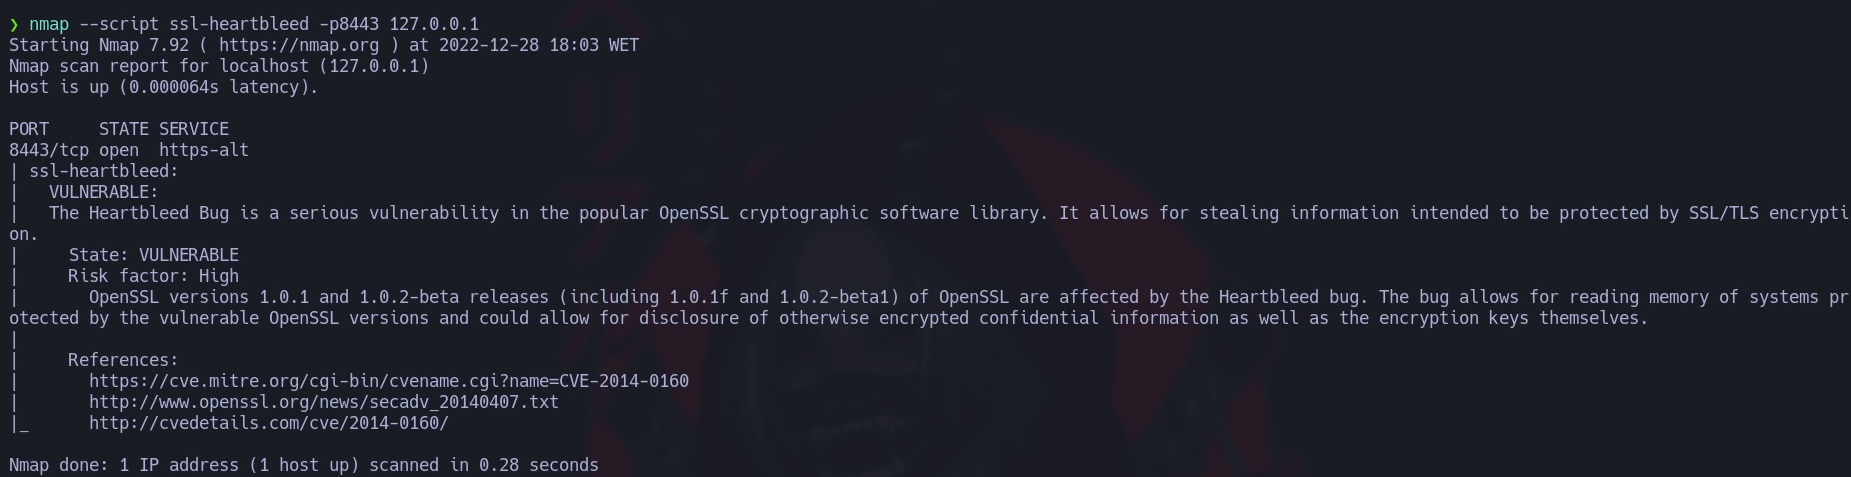 ❯ nmap --script ssl-heartbleed -p8443 127.0.0.1
Starting Nmap 7.92 ( https://nmap.org ) at 2022-12-28 18:03 WET
Nmap scan report for localhost (127.0.0.1)
Host is up (0.000064s latency).
PORT     STATE SERVICE
8443/tcp open  https-alt
| ssl-heartbleed:
|   VULNERABLE:
|   The Heartbleed Bug is a serious vulnerability in the popular OpenSSL cryptographic software library. It allows for stealing information intended to be protected by SSL/TLS encrypti
on.
|     State: VULNERABLE
|     Risk factor: High
|       OpenSSL versions 1.0.1 and 1.0.2-beta releases (including 1.0.1f and 1.0.2-beta1) of OpenSSL are affected by the Heartbleed bug. The bug allows for reading memory of systems pr
otected by the vulnerable OpenSSL versions and could allow for disclosure of otherwise encrypted confidential information as well as the encryption keys themselves.
|
|     References:
|       https://cve.mitre.org/cgi-bin/cvename.cgi?name=CVE-2014-0160
|       http://www.openssl.org/news/secadv_20140407.txt
|_      http://cvedetails.com/cve/2014-0160/
Nmap done: 1 IP address (1 host up) scanned in 0.28 seconds